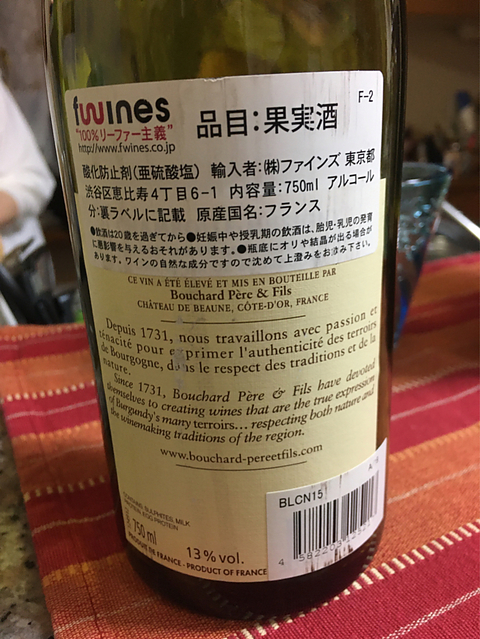 fwines
"100%リーファー主義"
http://www.fwines.co.jp
品目:果実酒
F-2
酸化防止剤(亜硫酸塩) 輸入者:㈱ファインズ 東京都
渋谷区恵比寿4丁目6-1 内容量:750ml アルコール
分:裏ラベルに記載 原産国名:フランス
●飲酒は20歳を過ぎてから●妊娠中や授乳期の飲酒は、胎児・乳児の発育
に悪影響を与えるおそれがあります。●瓶底にオリや結晶が出る場合が
あります。ワインの自然な成分ですので沈めて上澄みをお飲み下さい。
CE VIN A ÉTÉ ÉLEVÉ ET MIS EN BOUTEILLE PAR
Bouchard Père & Fils
CHÂTEAU DE BEAUNE, CÔTE-D'OR, FRANCE
Depuis 1731, nous travaillons avec passion et
ténacité pour exprimer l'authenticité des terroirs
de Bourgogne, dans le respect des traditions et de la
nature.
Since 1731, Bouchard Père & Fils have devoted
themselves to creating wines that are the true expression
of Burgundy's many terroirs... respecting both nature and
the winemaking traditions of the region.
www.bouchard-pereetfils.com
BLCN15
SULPHITES, MILK
PROTEIN, EGG PROTEIN
750 ml
13% vol.
PRODUIT DE FRANCE - PRODUCT OF FRANCE